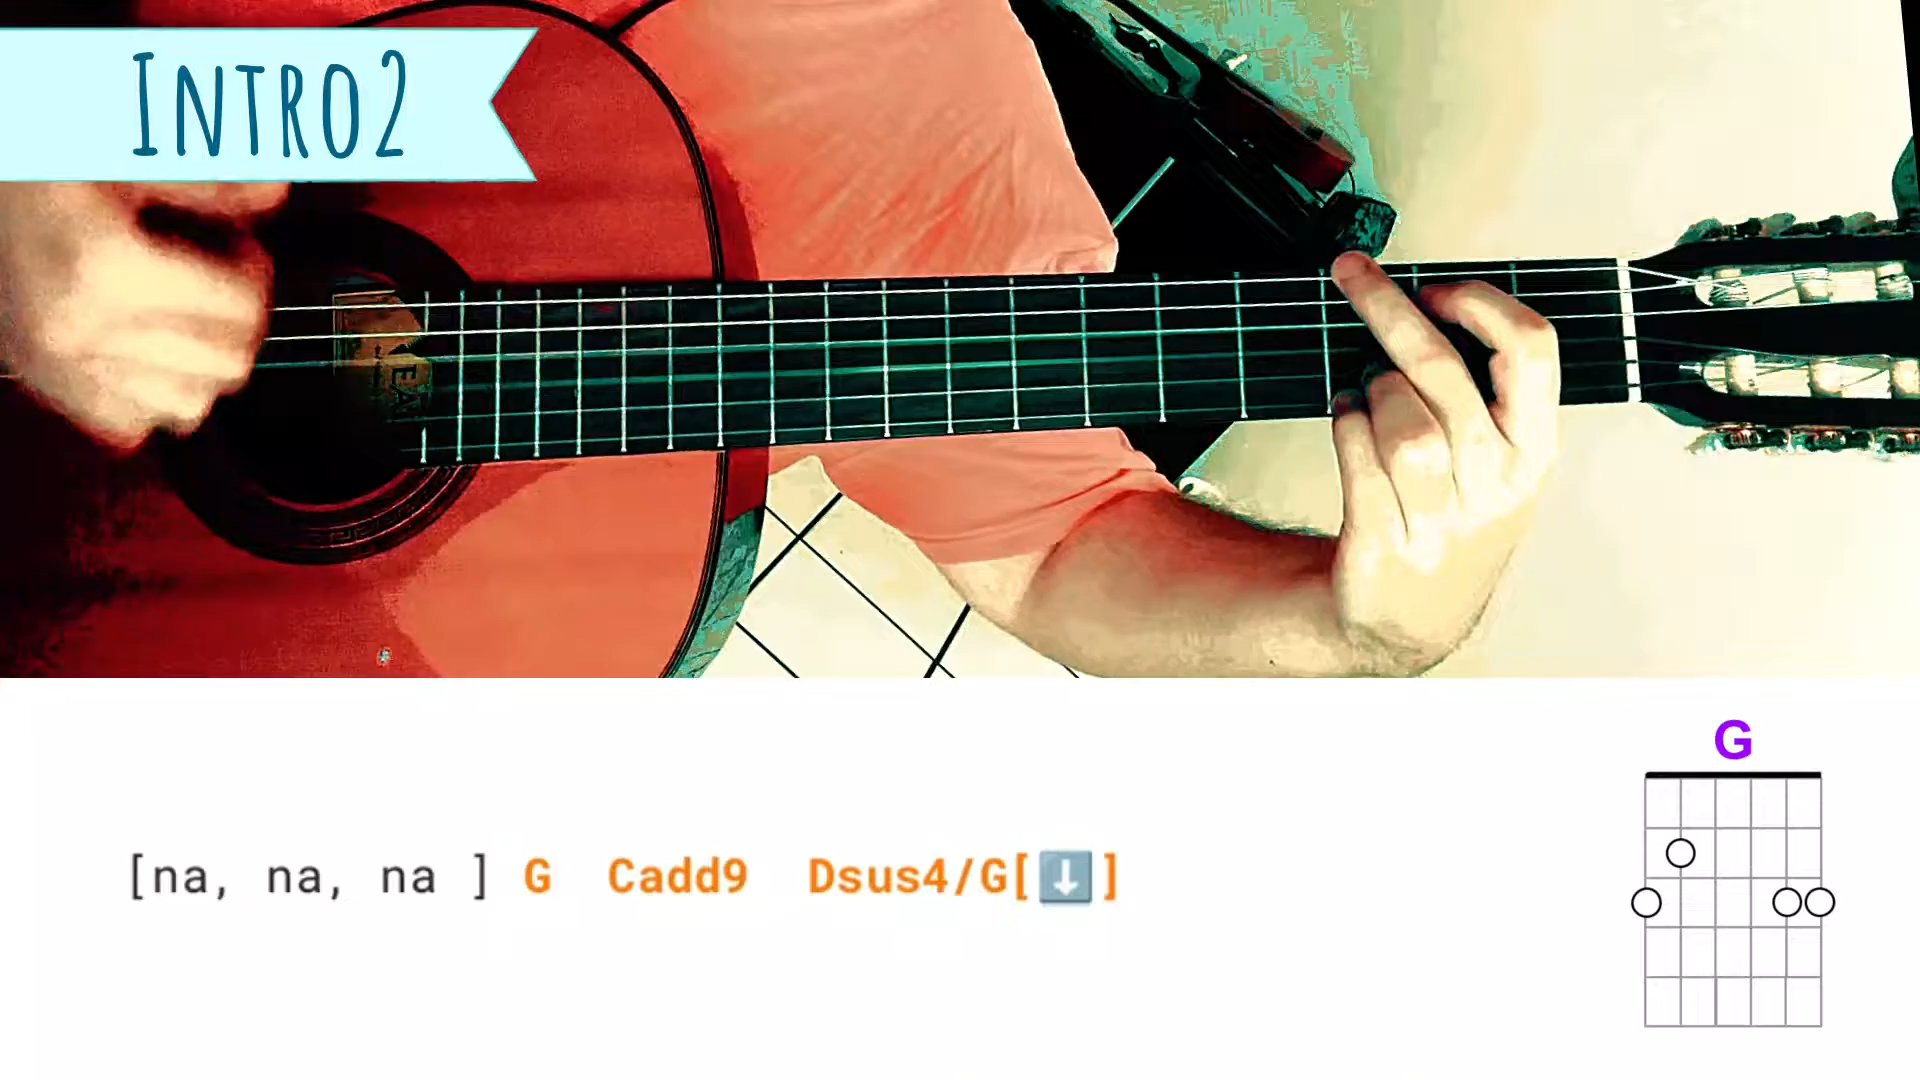 Intro2
G
[na, na, na ] G Cadd9 Dsus4/G[⬇️]